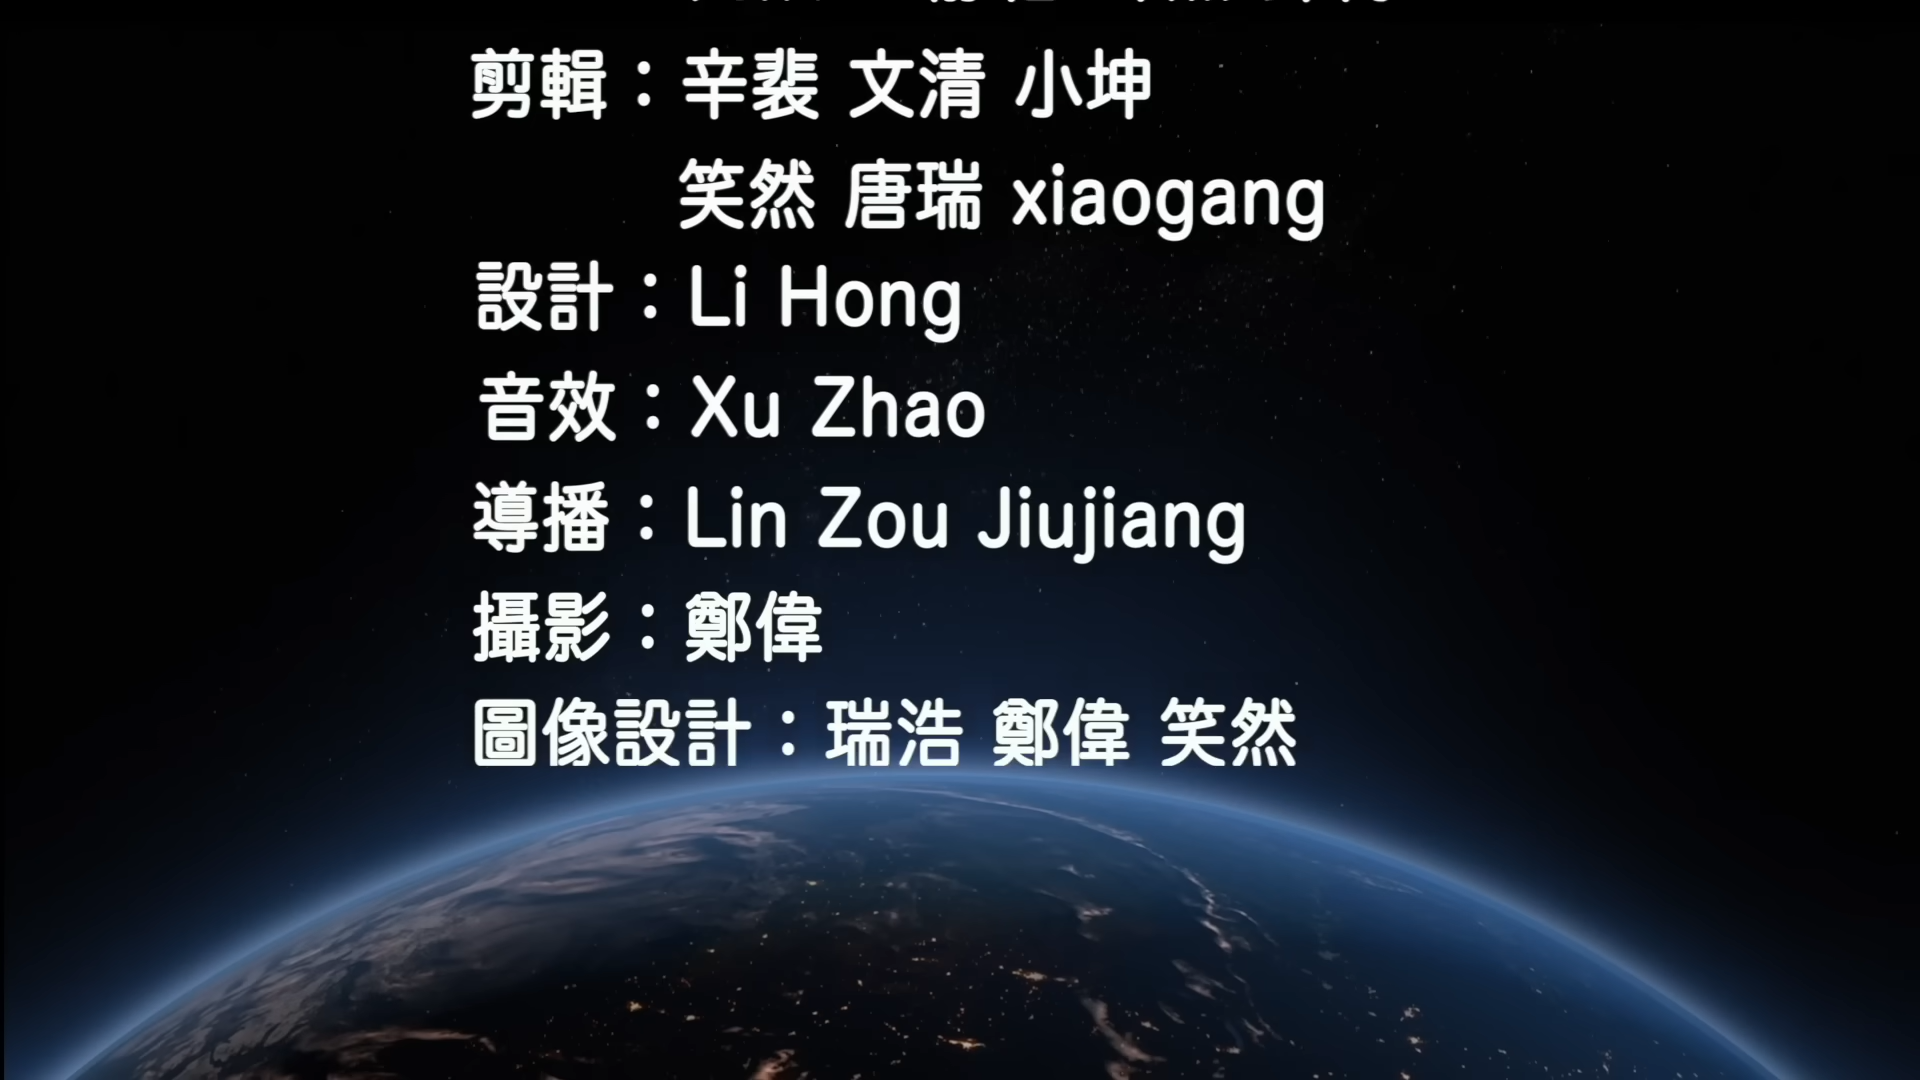 剪輯：辛裴 文清 小坤
笑然 唐瑞 xiaogang
設計：Li Hong
音效：Xu Zhao
導播：Lin Zou Jiujiang
攝影：鄭偉
圖像設計：瑞浩 鄭偉 笑然